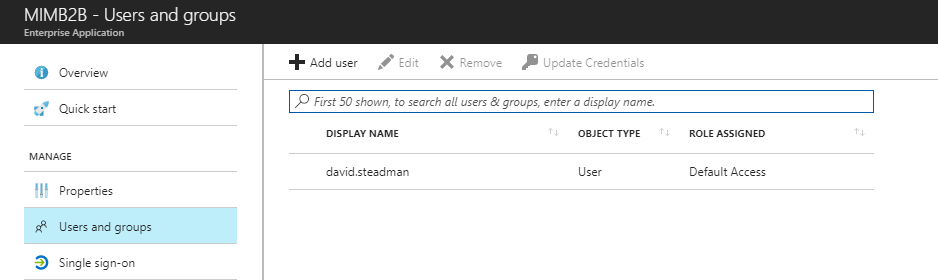 MIMB2B - Users and groups
Enterprise Application
Overview
Quick start
MANAGE
Properties
Users and groups
Single sign-on
Add user Edit Remove Update Credentials
First 50 shown, to search all users & groups, enter a display name.
DISPLAY NAME OBJECT TYPE ROLE ASSIGNED
david.steadman User Default Access